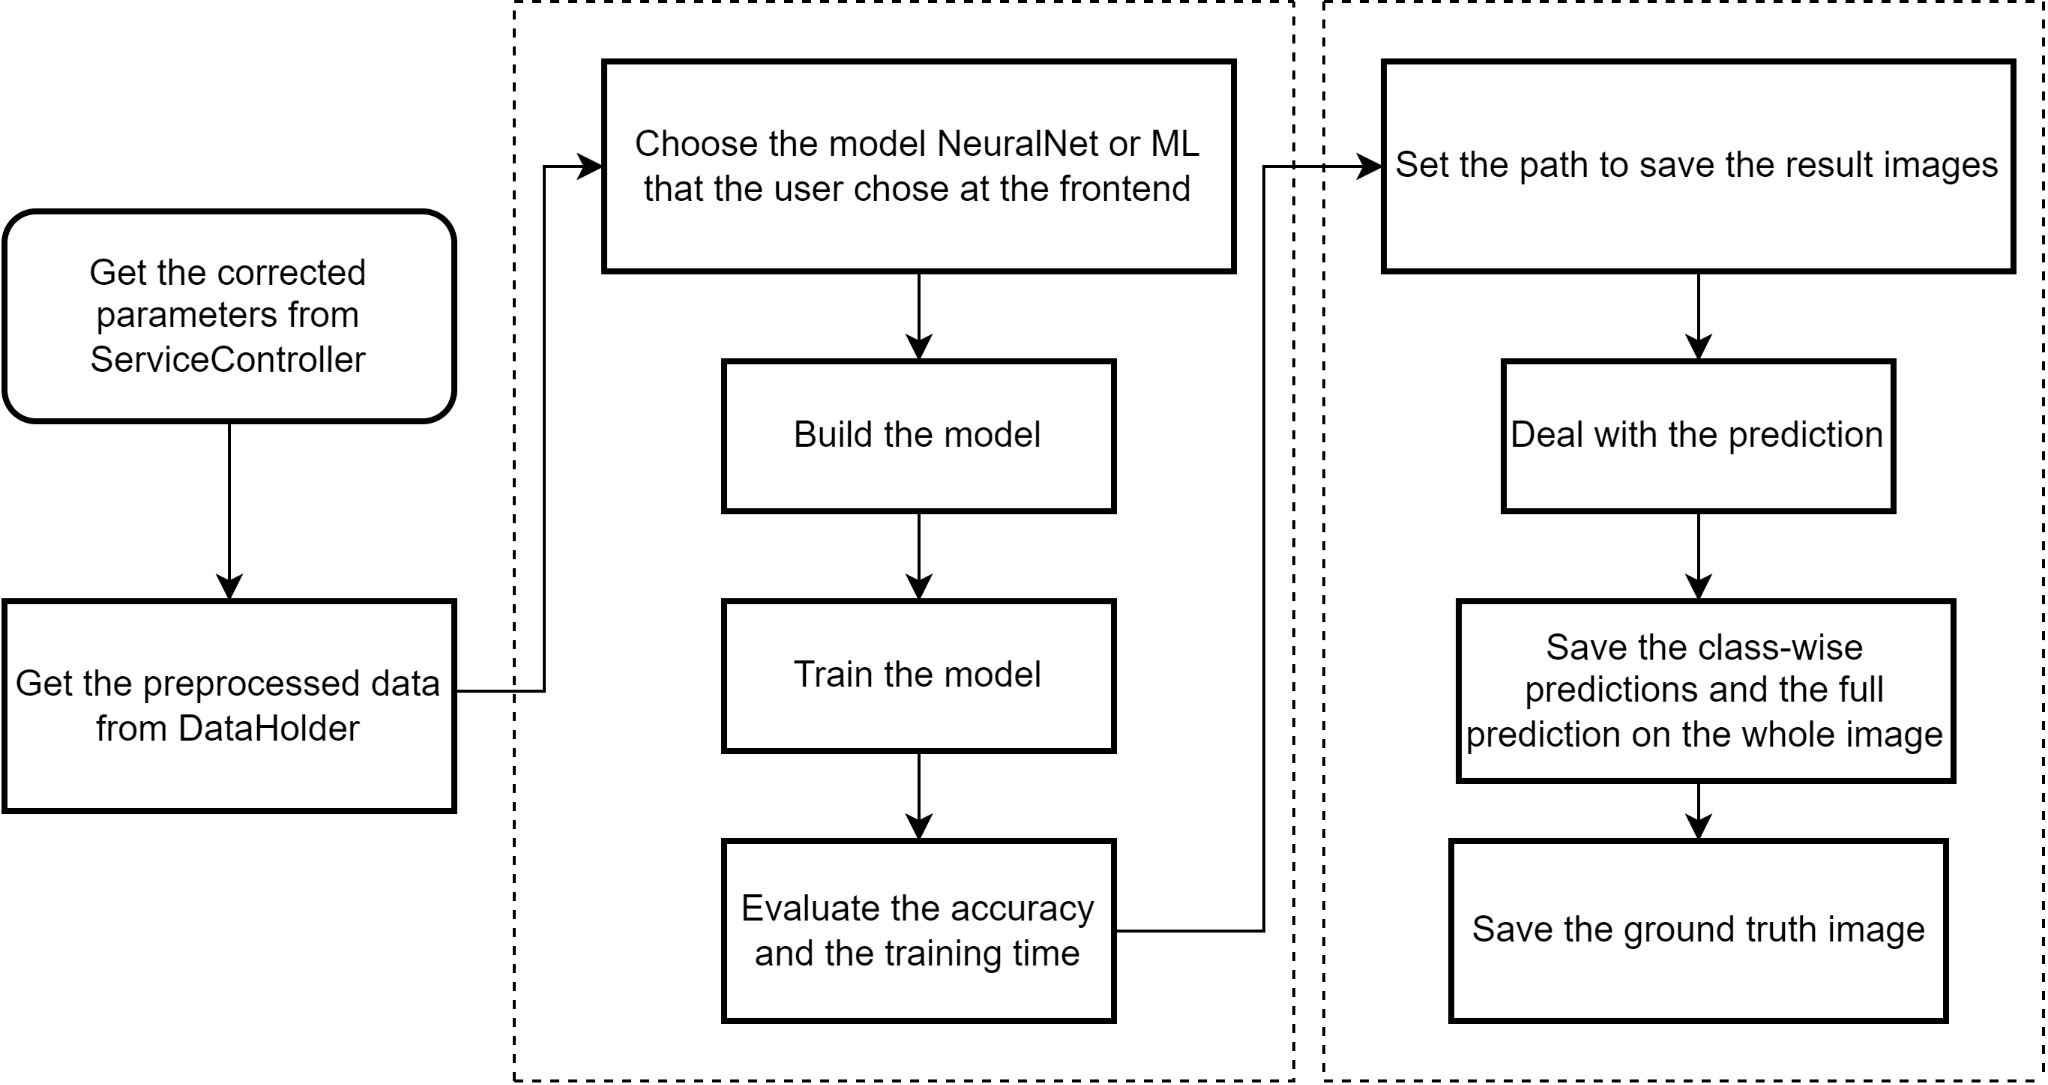 Get the corrected
parameters from
ServiceController
Get the preprocessed data
from DataHolder
Choose the model NeuralNet or ML
that the user chose at the frontend
Build the model
Train the model
Evaluate the accuracy
and the training time
Set the path to save the result images
Deal with the prediction
Save the class-wise
predictions and the full
prediction on the whole image
Save the ground truth image